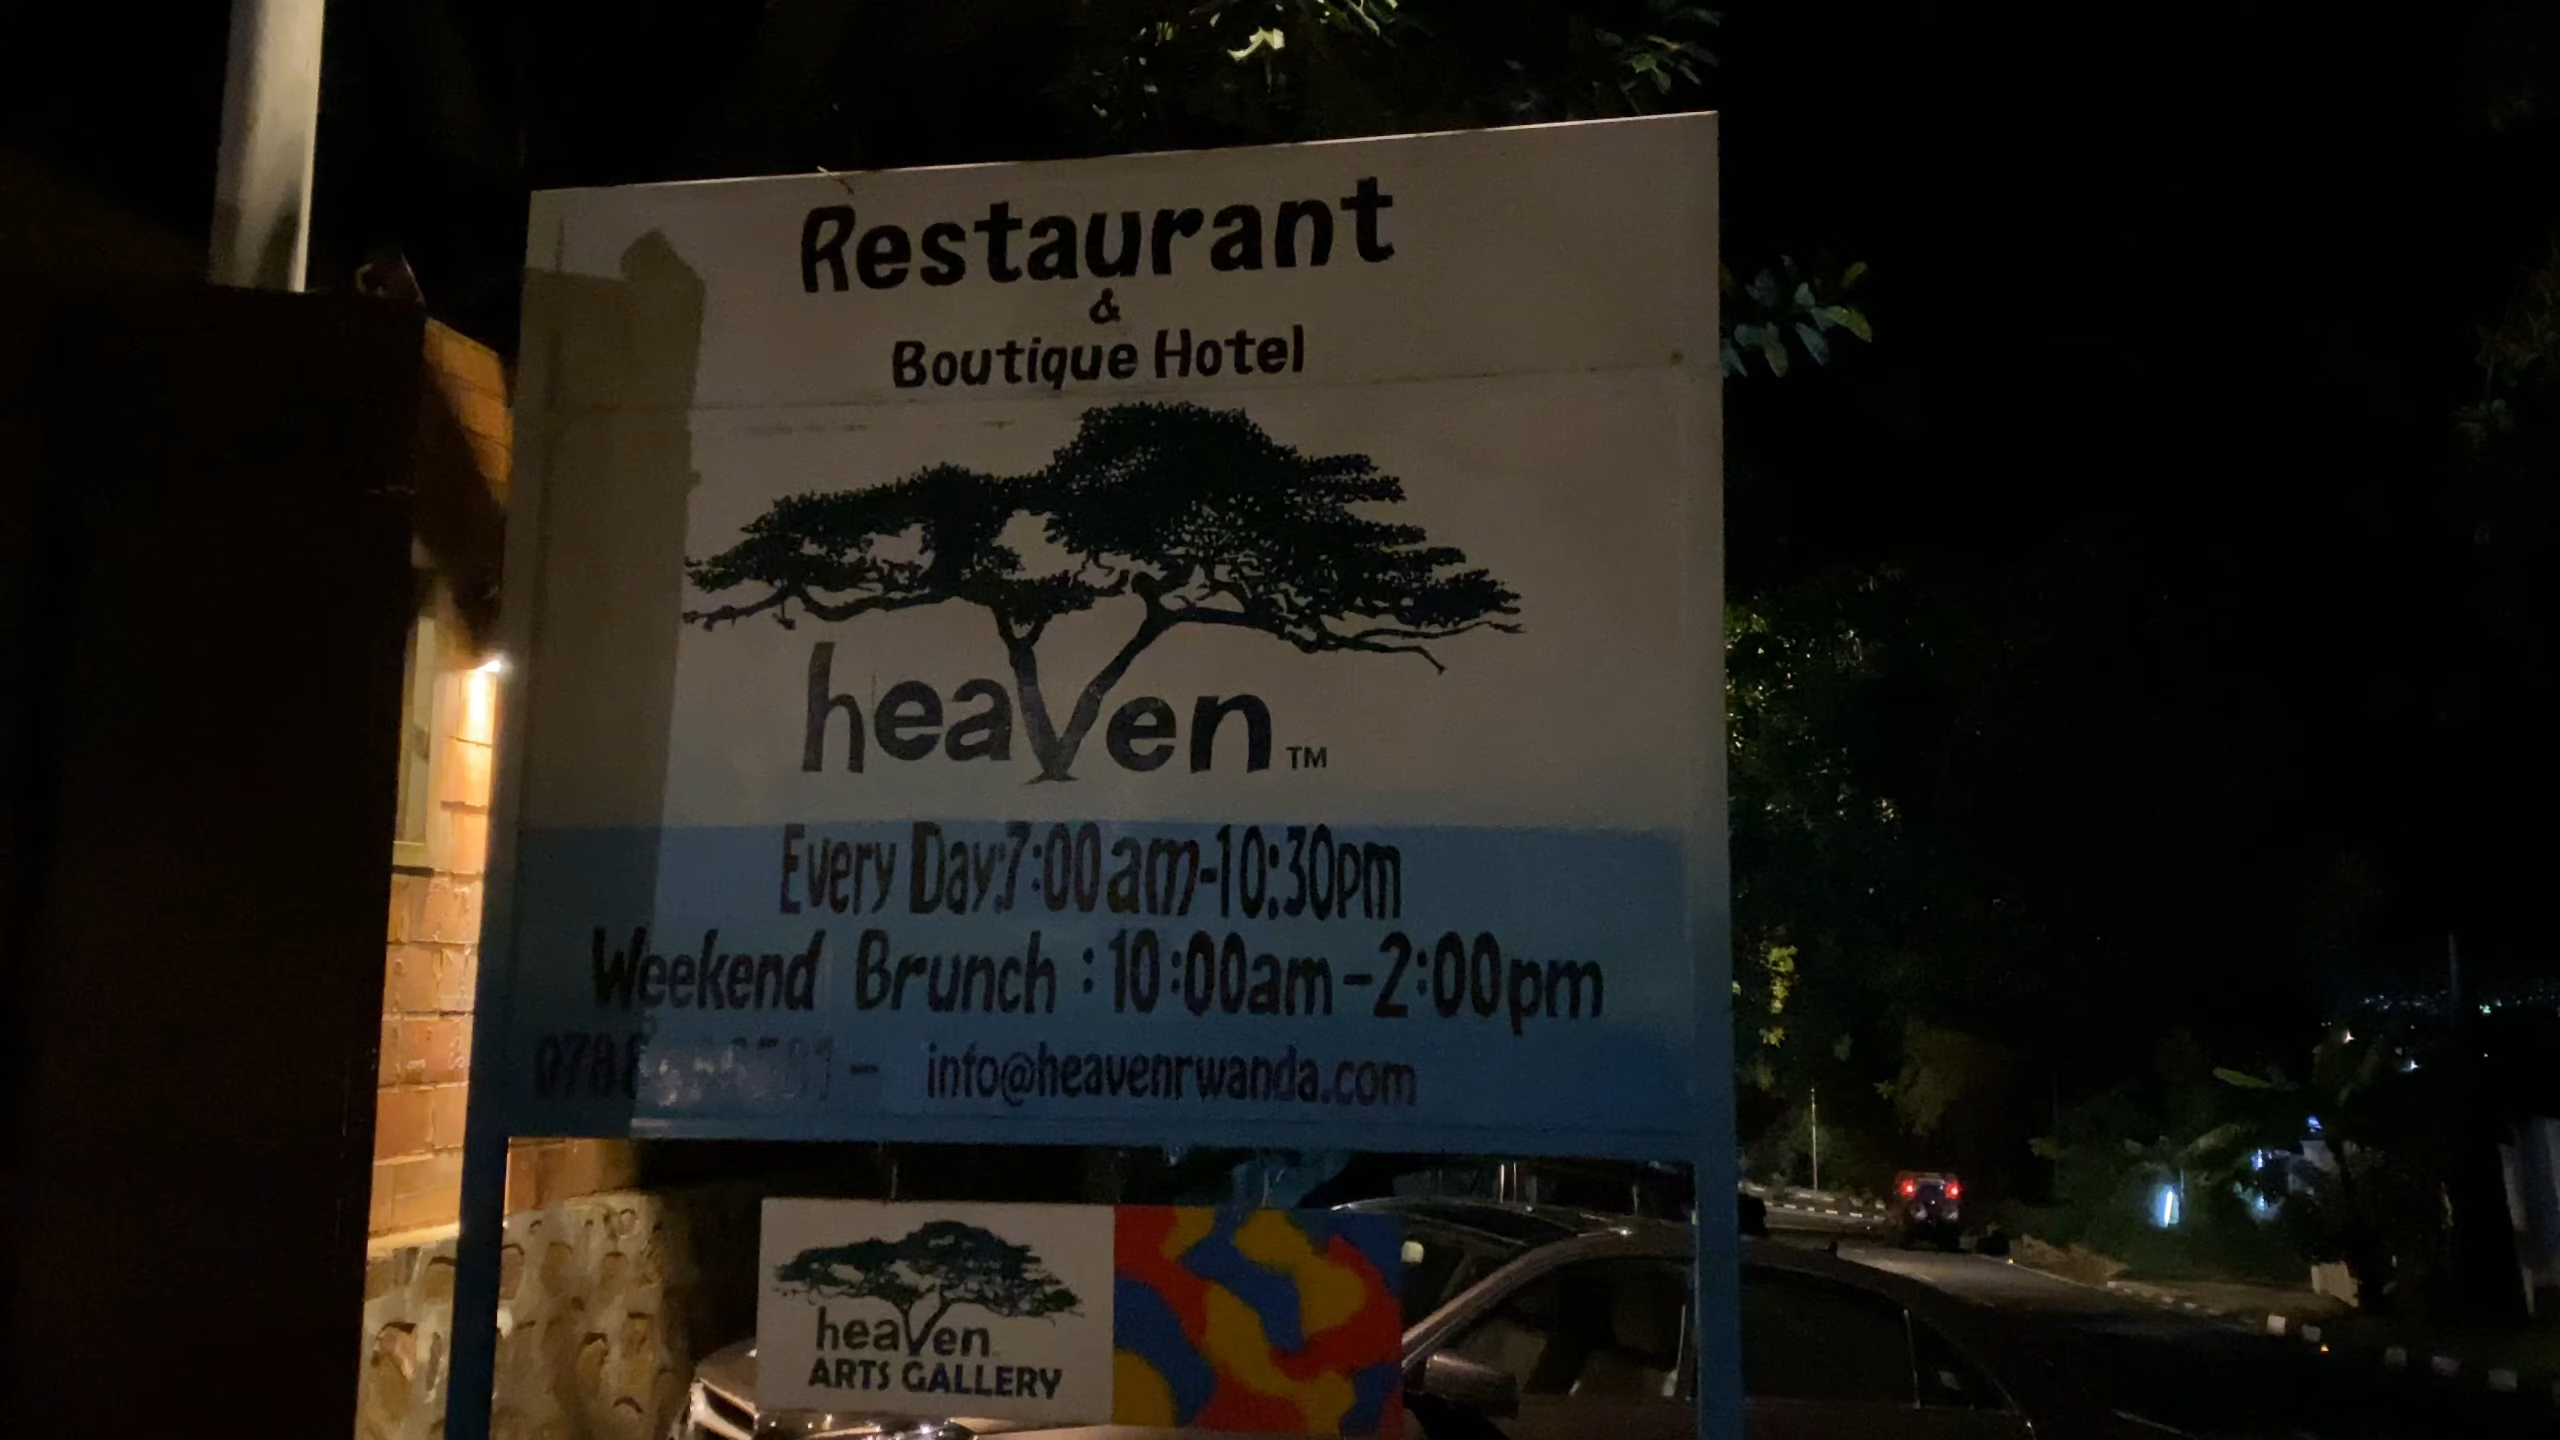 Restaurant
&
Boutique Hotel
heaven TM
Every Day:7:00am-10:30pm
Weekend Brunch : 10:00am-2:00pm
- info@heavenrwanda.com
heaven
ARTS GALLERY